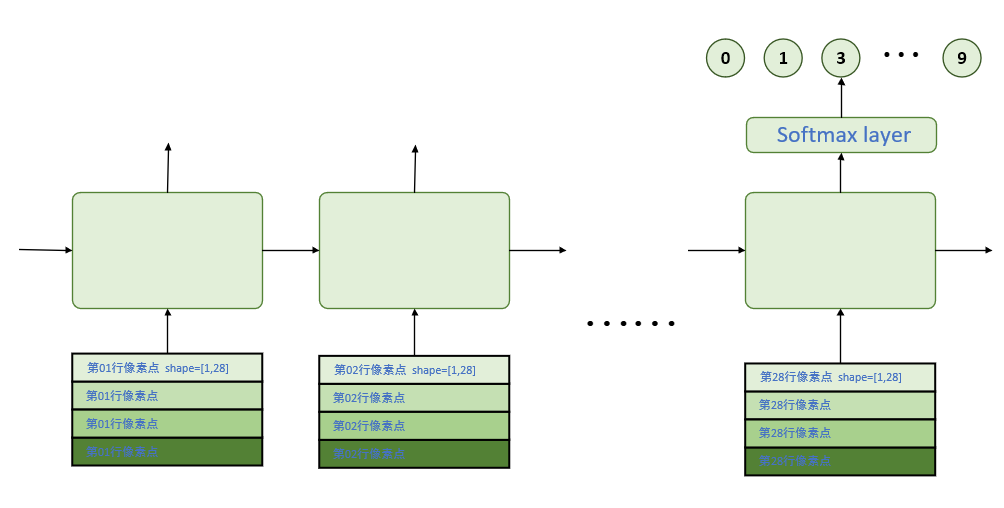 0 1 3 ··· 9
Softmax layer
第01行像素点 shape=[1,28]
第01行像素点
第01行像素点
第01行像素点
第02行像素点 shape=[1,28]
第02行像素点
第02行像素点
第02行像素点
······
第28行像素点 shape=[1,28]
第28行像素点
第28行像素点
第28行像素点